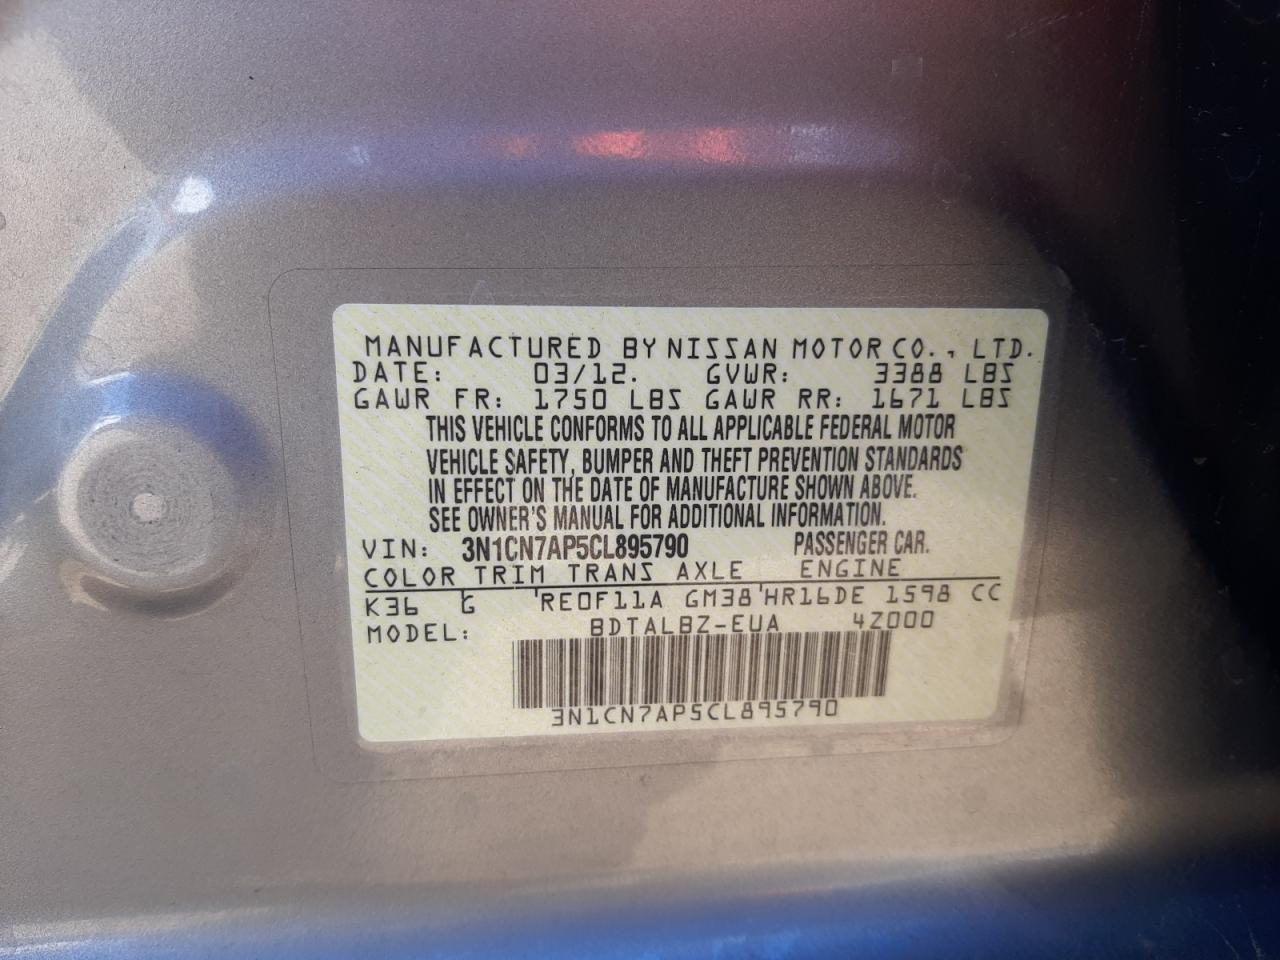 MANUFACTURED BY NISSAN MOTOR CO., LTD.
DATE: 03/12. GVWR: 3388 LBS
GAWR FR: 1750 LBS GAWR RR: 1671 LBS
THIS VEHICLE CONFORMS TO ALL APPLICABLE FEDERAL MOTOR
VEHICLE SAFETY, BUMPER AND THEFT PREVENTION STANDARDS
IN EFFECT ON THE DATE OF MANUFACTURE SHOWN ABOVE.
SEE OWNER'S MANUAL FOR ADDITIONAL INFORMATION.
VIN: 3N1CN7AP5CL895790 PASSENGER CAR.
COLOR TRIM TRANS AXLE ENGINE
K36 G RE0F11A GM38 HR16DE 1598 CC
MODEL: BDTALBZ-EUA 4Z000
3N1CN7AP5CL895790